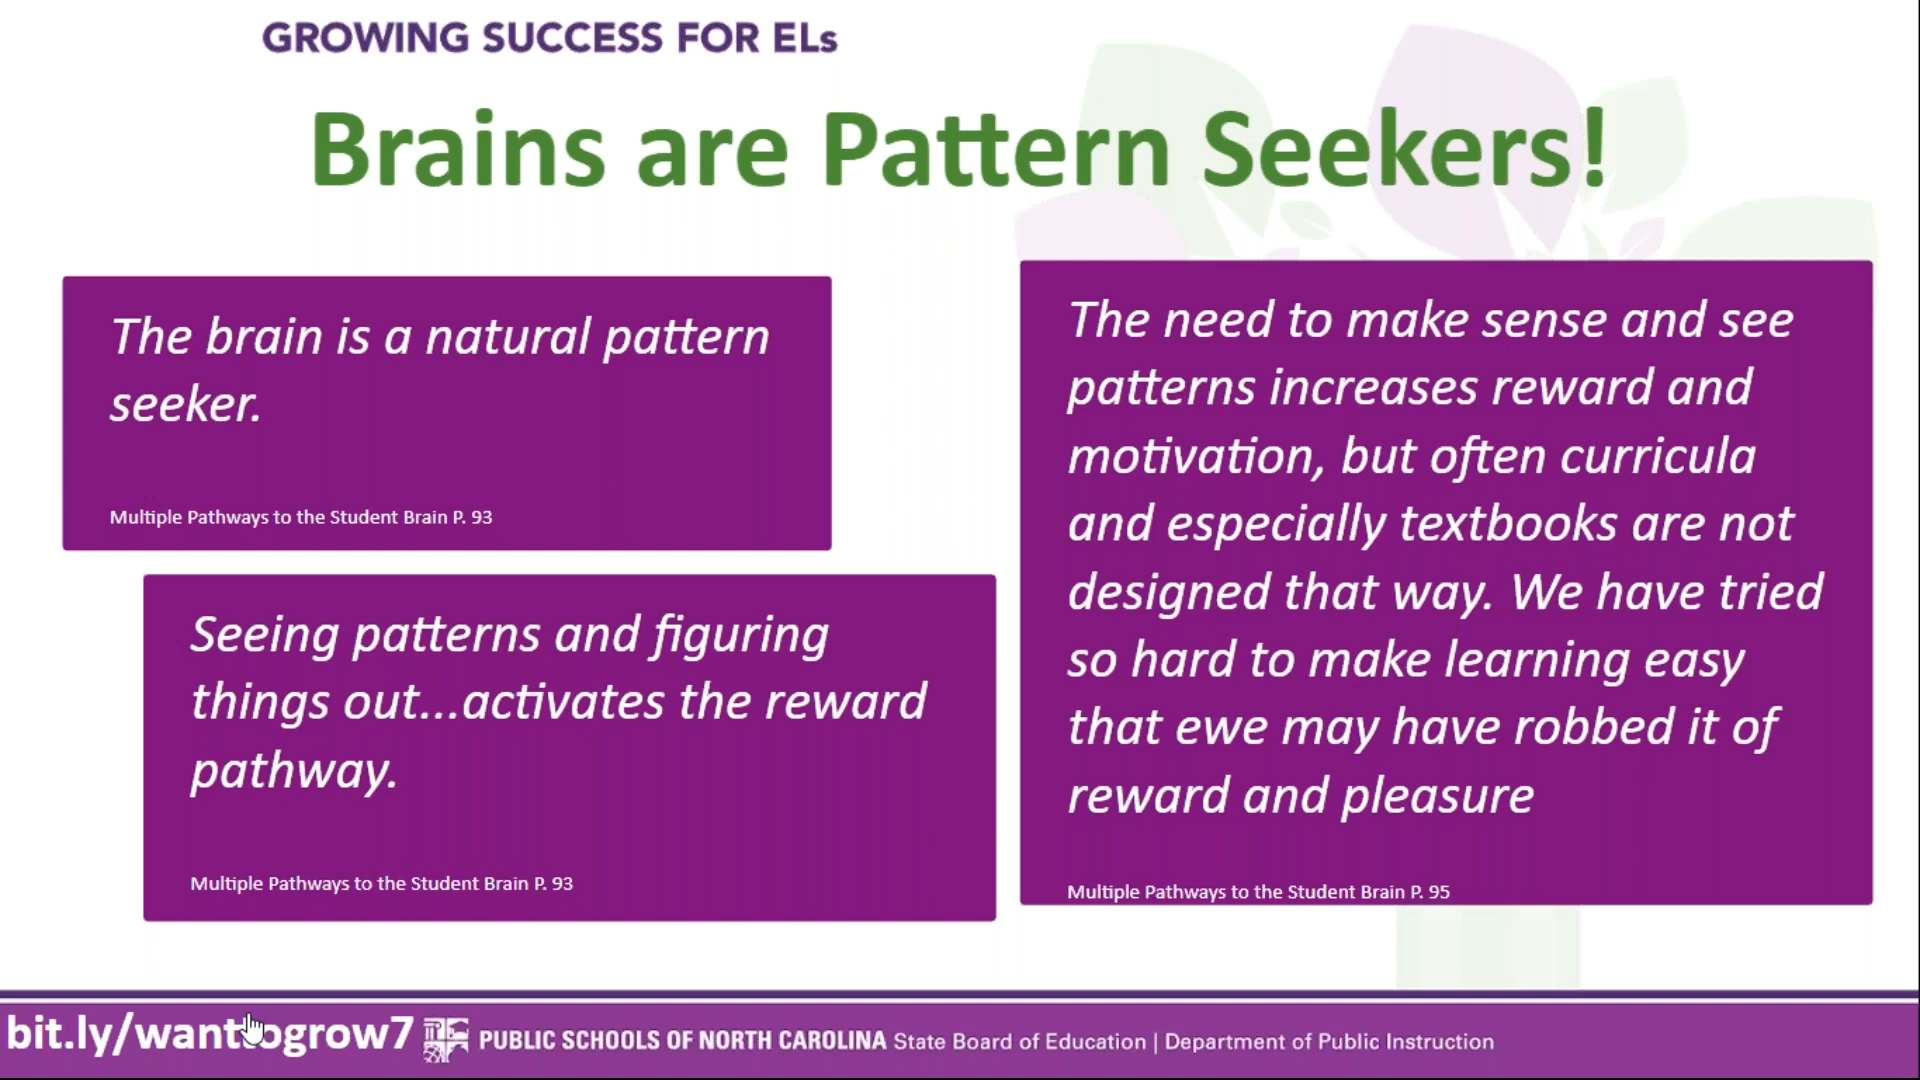 GROWING SUCCESS FOR ELs
Brains are Pattern Seekers!
The brain is a natural pattern
seeker.
Multiple Pathways to the Student Brain P. 93
Seeing patterns and figuring
things out...activates the reward
pathway.
Multiple Pathways to the Student Brain P. 93
The need to make sense and see
patterns increases reward and
motivation, but often curricula
and especially textbooks are not
designed that way. We have tried
so hard to make learning easy
that ewe may have robbed it of
reward and pleasure
Multiple Pathways to the Student Brain P. 95
bit.ly/wanttogrow7
PUBLIC SCHOOLS OF NORTH CAROLINA State Board of Education | Department of Public Instruction